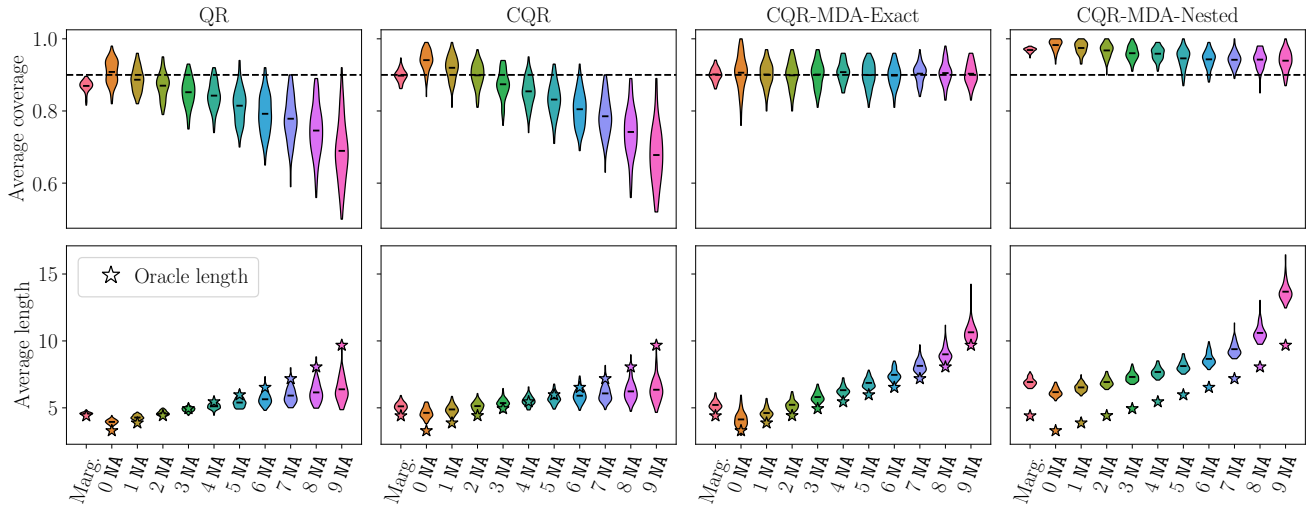 QR
CQR
CQR-MDA-Exact
CQR-MDA-Nested
Average coverage
1.0
0.8
0.6
Average length
15
10
5
Oracle length
Marg. 0 NA 1 NA 2 NA 3 NA 4 NA 5 NA 6 NA 7 NA 8 NA 9 NA
Marg. 0 NA 1 NA 2 NA 3 NA 4 NA 5 NA 6 NA 7 NA 8 NA 9 NA
Marg. 0 NA 1 NA 2 NA 3 NA 4 NA 5 NA 6 NA 7 NA 8 NA 9 NA
Marg. 0 NA 1 NA 2 NA 3 NA 4 NA 5 NA 6 NA 7 NA 8 NA 9 NA